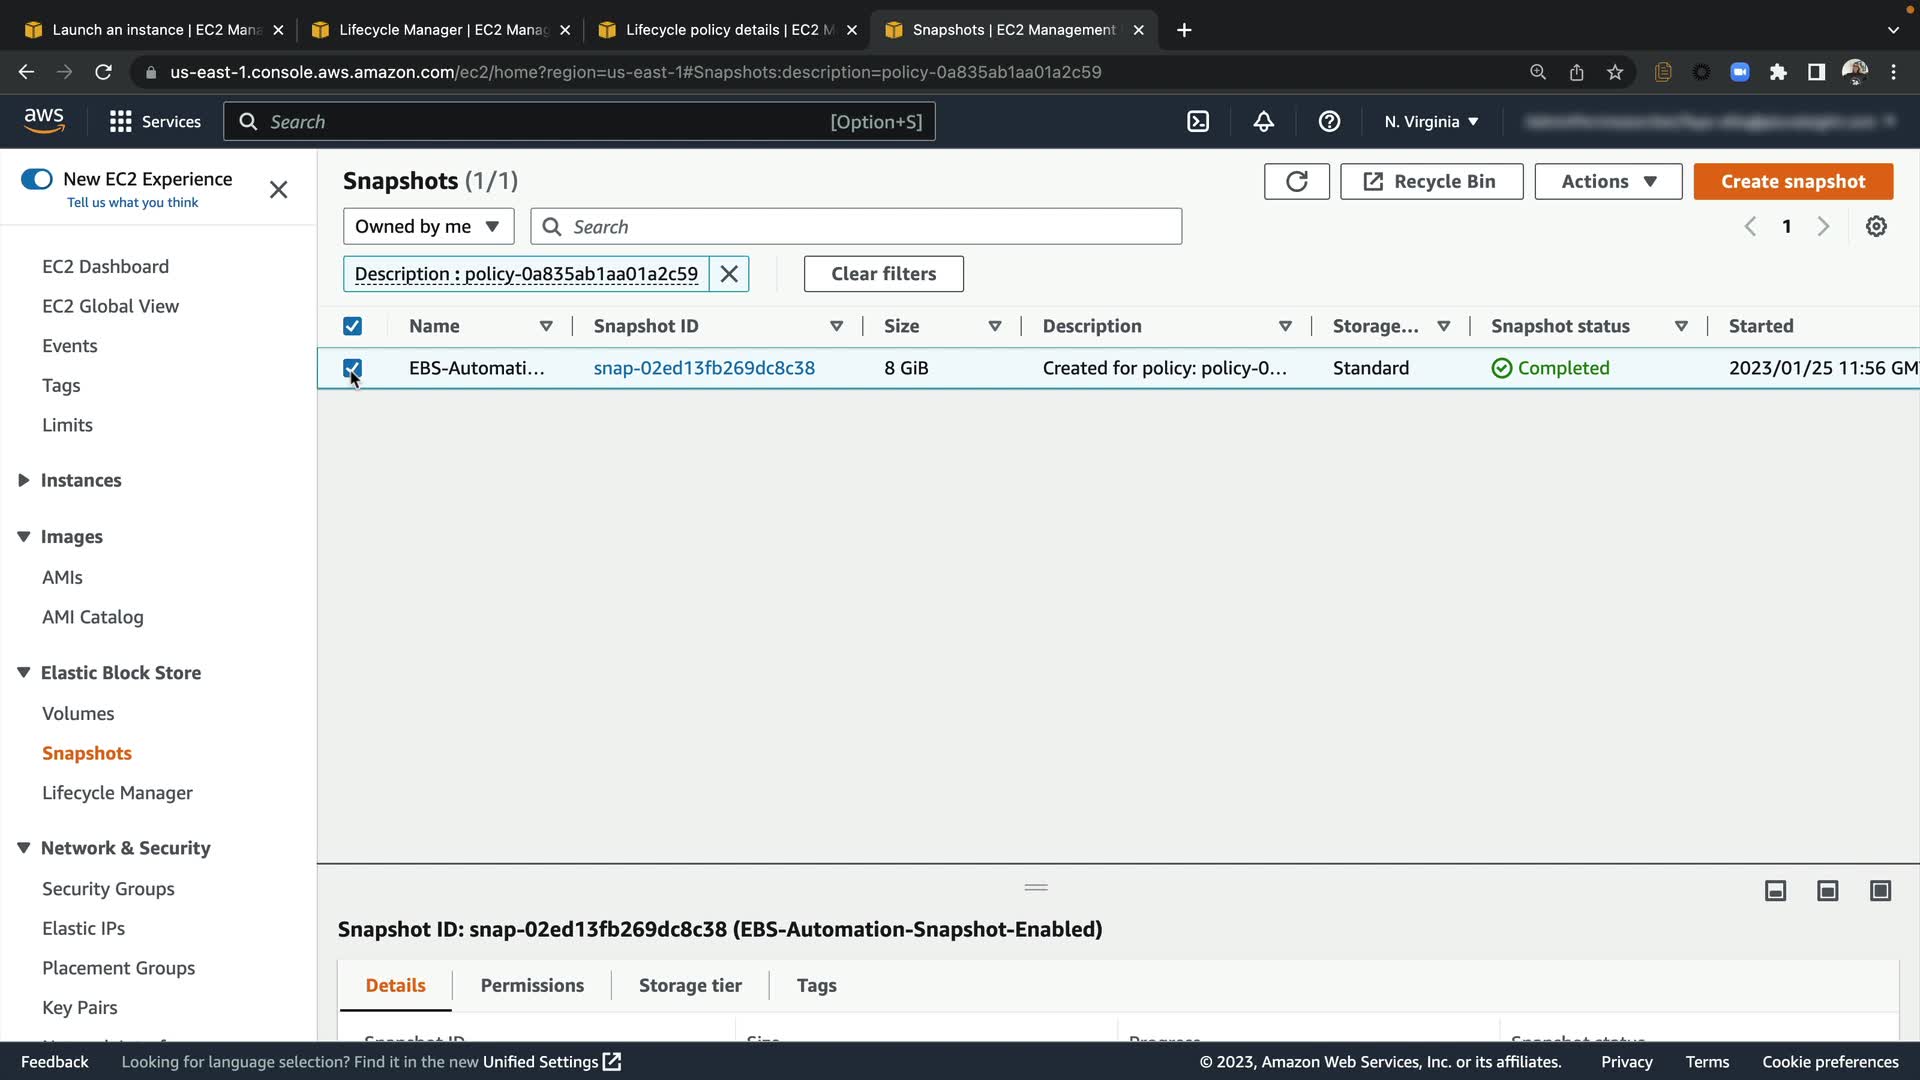 Launch an instance | EC2 Mana
Lifecycle Manager | EC2 Manag
Lifecycle policy details | EC2 M
Snapshots | EC2 Management
us-east-1.console.aws.amazon.com/ec2/home?region=us-east-1#Snapshots:description=policy-0a835ab1aa01a2c59
aws
Services
Search
[Option+S]
N. Virginia
New EC2 Experience
Tell us what you think
EC2 Dashboard
EC2 Global View
Events
Tags
Limits
Instances
Images
AMIs
AMI Catalog
Elastic Block Store
Volumes
Snapshots
Lifecycle Manager
Network & Security
Security Groups
Elastic IPs
Placement Groups
Key Pairs
Snapshots (1/1)
Recycle Bin
Actions
Create snapshot
Owned by me
Search
1
Description : policy-0a835ab1aa01a2c59
Clear filters
Name Snapshot ID Size Description Storage... Snapshot status Started
EBS-Automati... snap-02ed13fb269dc8c38 8 GiB Created for policy: policy-0... Standard Completed 2023/01/25 11:56 GM
Snapshot ID: snap-02ed13fb269dc8c38 (EBS-Automation-Snapshot-Enabled)
Details Permissions Storage tier Tags
Snapshot ID Size Progress Snapshot status
Feedback Looking for language selection? Find it in the new Unified Settings
© 2023, Amazon Web Services, Inc. or its affiliates. Privacy Terms Cookie preferences